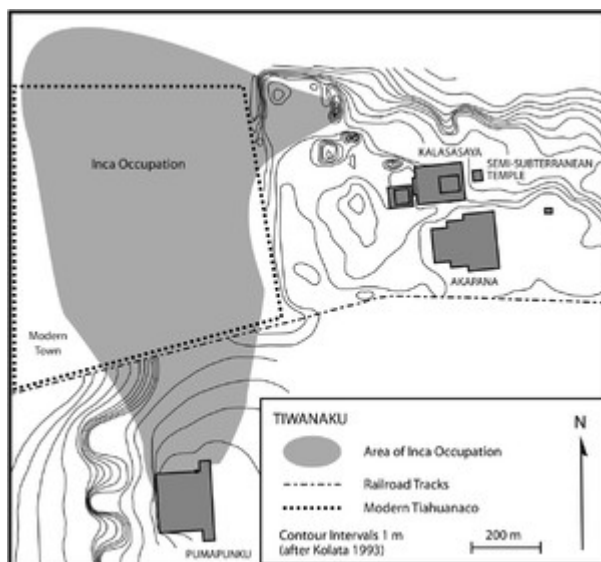 Inca Occupation
KALASASAYA
SEMI-SUBTERRANEAN
TEMPLE
AKAPANA
Modern
Town
PUMAPUNKU
TIWANAKU
N
Area of Inca Occupation
Railroad Tracks
Modern Tiahuanaco
Contour Intervals 1 m
(after Kolata 1993)
200 m